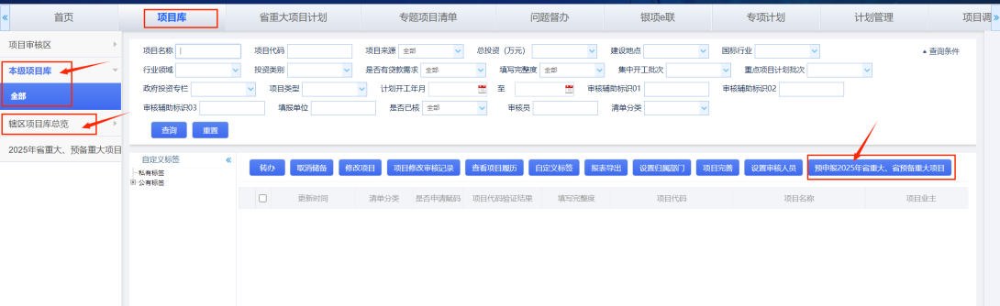 « 首页 项目库 省重大项目计划 专题项目清单 问题督办 银项e联 专项计划 计划管理 项目调 »
项目审核区
本级项目库
全部
辖区项目库总览
2025年省重大、预备重大项目
项目名称 项目代码 项目来源 全部 总投资（万元） 建设地点 国标行业 查询条件
行业领域 投资类别 是否有贷款需求 全部 填写完整度 全部 集中开工批次 重点项目计划批次
政府投资专栏 项目类型 计划开工年月 至 审核辅助标识01 审核辅助标识02
审核辅助标识03 填报单位 是否已核 全部 审核员 清单分类
查询 重置
自定义标签 «
私有标签
公有标签
转办 取消储备 修改项目 项目修改审核记录 查看项目履历 自定义标签 报表导出 设置归属部门 项目完善 设置审核人员 预申报2025年省重大、省预备重大项目
更新时间 清单分类 是否申请赋码 项目代码验证结果 填写完整度 项目代码 项目名称 项目业主